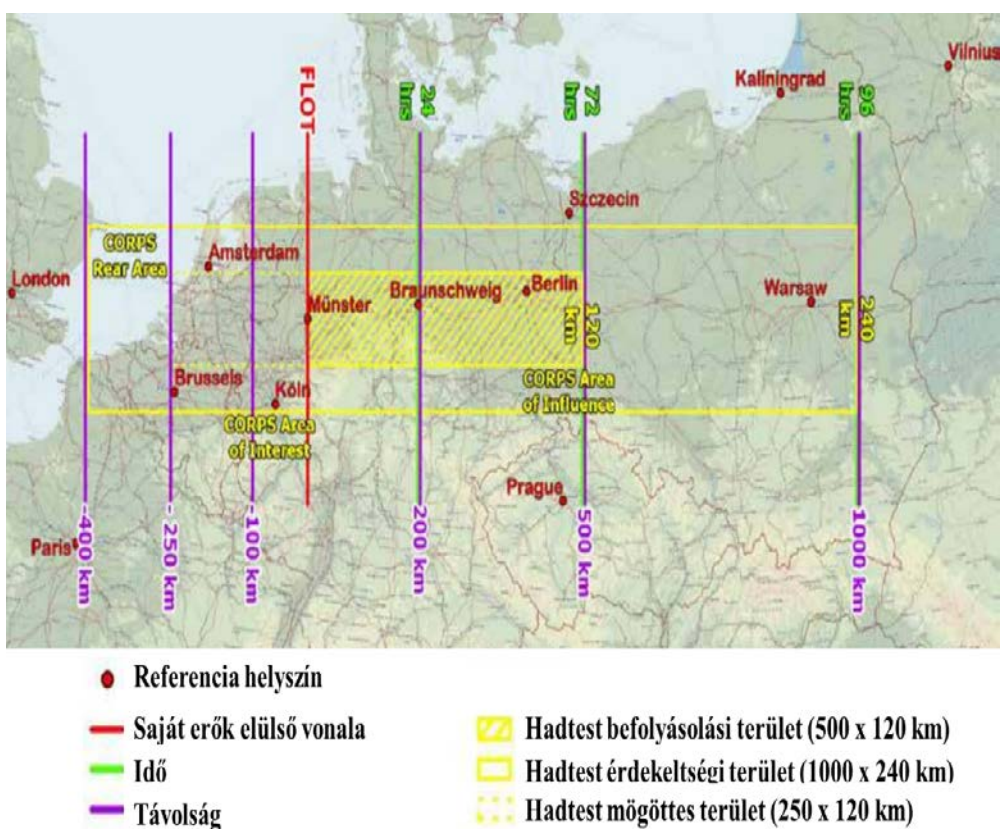 Vilnius
Kaliningrad
FLOT
24
hrs
72
hrs
96
hrs
Szczecin
CORPS
Rear Area
Amsterdam
London
Münster
Braunschweig
Berlin
Warsaw
120
km
240
km
Brussels
Köln
CORPS Area
of Influence
CORPS Area
of Interest
Prague
Paris
-400 km
- 250 km
-100 km
200 km
500 km
1000 km
Referencia helyszín
Saját erők elülső vonala
Idő
Távolság
Hadtest befolyásolási terület (500 x 120 km)
Hadtest érdekeltségi terület (1000 x 240 km)
Hadtest mögöttes terület (250 x 120 km)